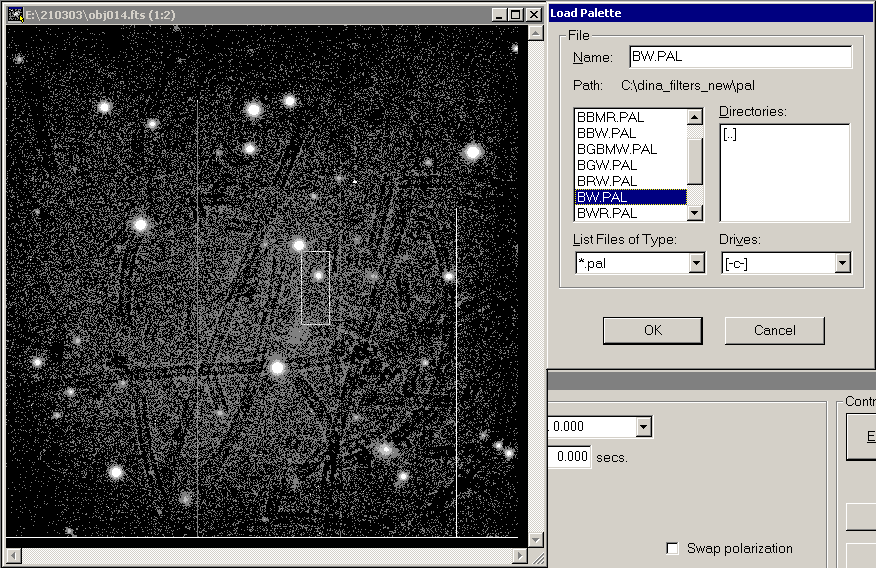 E:\210303\obj014.fts (1:2)
Load Palette
File
Name: BW.PAL
Path: C:\dina_filters_new\pal
Directories:
BBMR.PAL
BBW.PAL
BGBMW.PAL
BGW.PAL
BRW.PAL
BW.PAL
BWR.PAL
[..]
List Files of Type: Drives:
*.pal [-c-]
OK Cancel
Contr
0.000
E
0.000 secs.
Swap polarization